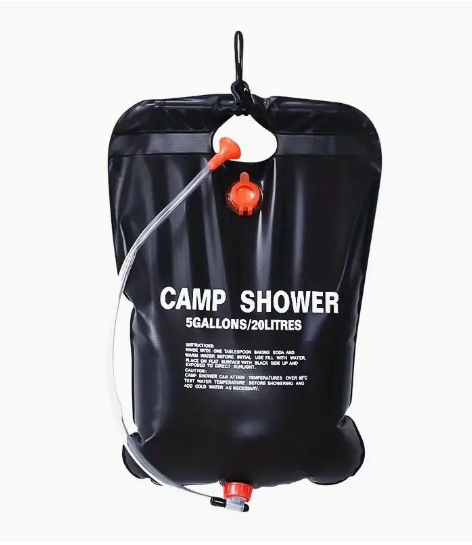 CAMP SHOWER
5GALLONS/20LITRES
INSTRUCTIONS:
RINSE WITH ONE TABLESPOON BAKING SODA AND
WARM WATER BEFORE INITIAL USE FILL WITH WATER.
PLACE ON FLAT SURFACE WITH BLACK SIDE UP AND
EXPOSED TO DIRECT SUNLIGHT.
CAUTION:
CAMP SHOWER CAN ATTAIN TEMPERATURES OVER
TEST WATER TEMPERATURE BEFORE SHOWERING AND
ADD COLD WATER AS NECESSARY.